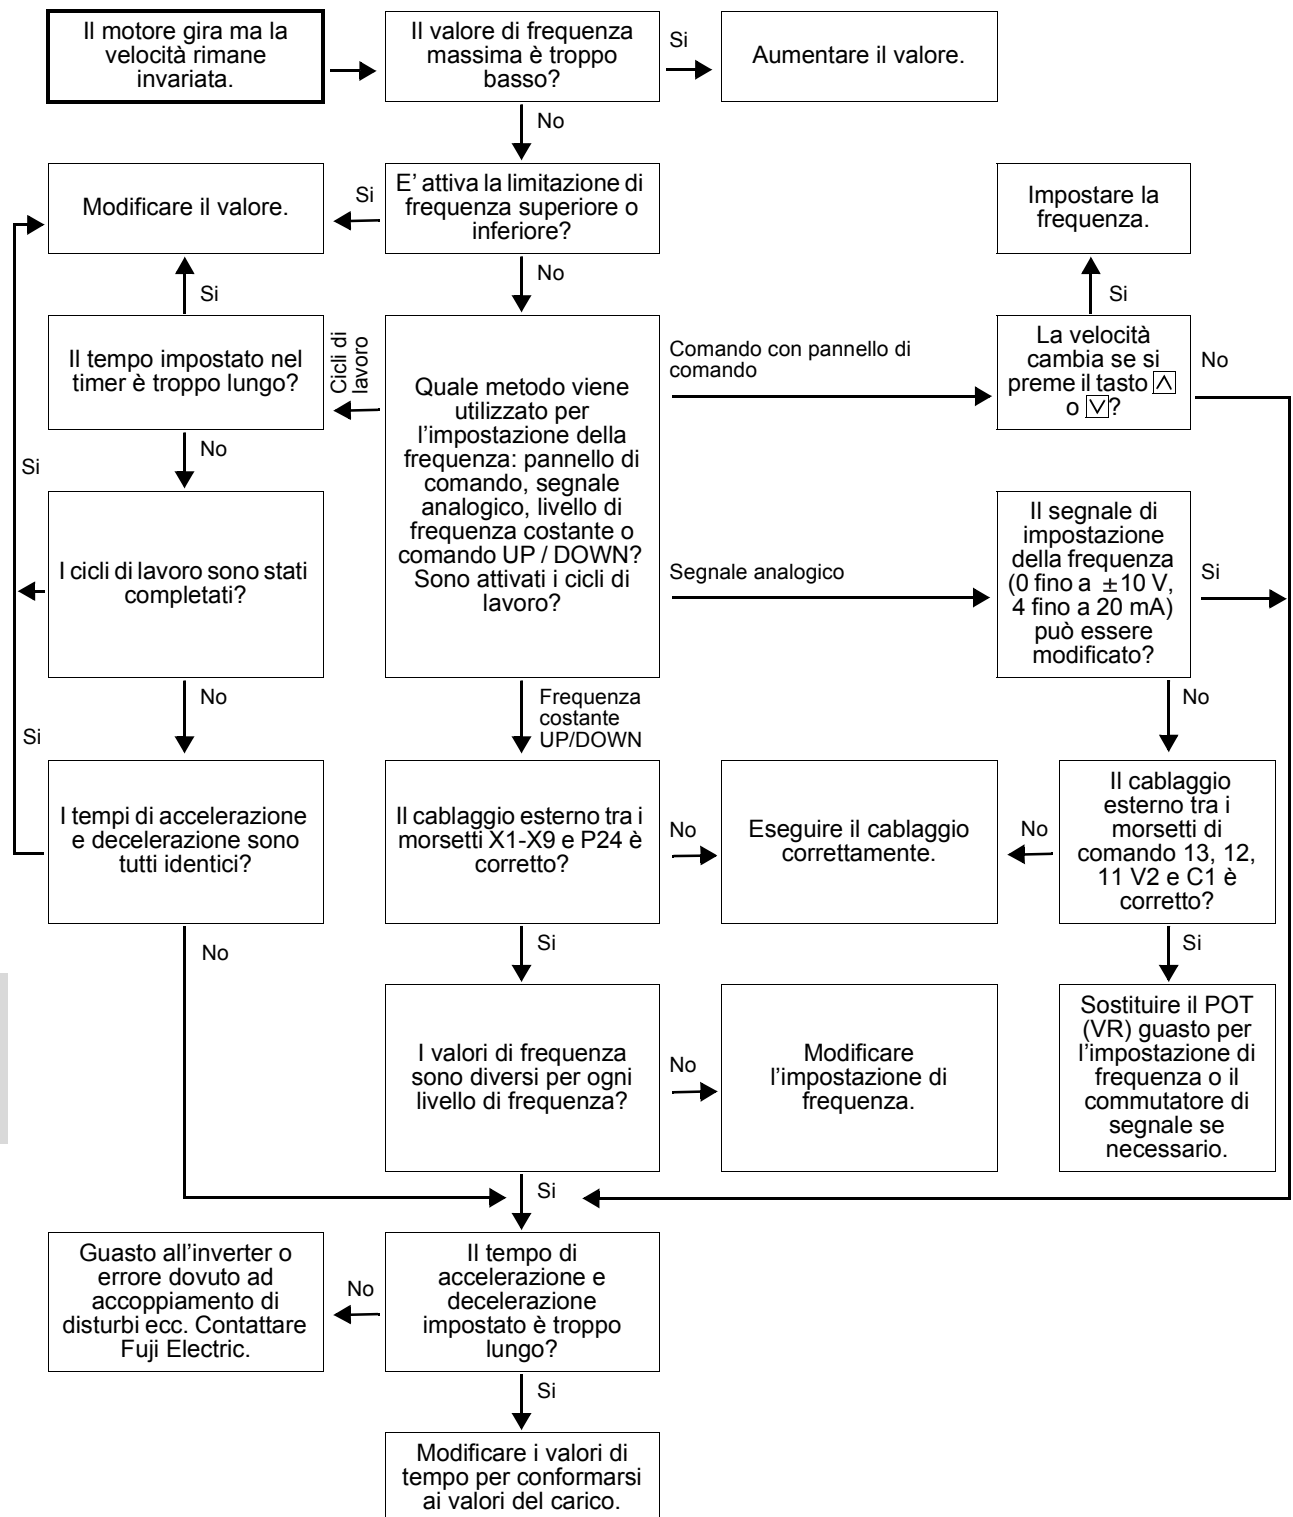 Il motore gira ma la
velocità rimane
invariata.
Il valore di frequenza
massima è troppo
basso?
Si
Aumentare il valore.
No
Modificare il valore.
Si
E' attiva la limitazione di
frequenza superiore o
inferiore?
Impostare la
frequenza.
Si
No
Si
Il tempo impostato nel
timer è troppo lungo?
Cicli di
lavoro
Quale metodo viene
utilizzato per
l'impostazione della
frequenza: pannello di
comando, segnale
analogico, livello di
frequenza costante o
comando UP / DOWN?
Sono attivati i cicli di
lavoro?
Comando con pannello di
comando
La velocità
cambia se si
preme il tasto ∧
o ∨?
No
No
Si
I cicli di lavoro sono stati
completati?
Segnale analogico
Il segnale di
impostazione
della frequenza
(0 fino a ±10 V,
4 fino a 20 mA)
può essere
modificato?
Si
No
Frequenza
costante
UP/DOWN
No
Si
I tempi di accelerazione
e decelerazione sono
tutti identici?
Il cablaggio esterno tra i
morsetti X1-X9 e P24 è
corretto?
No
Eseguire il cablaggio
correttamente.
No
Il cablaggio
esterno tra i
morsetti di
comando 13, 12,
11 V2 e C1 è
corretto?
No
Si
Si
I valori di frequenza
sono diversi per ogni
livello di frequenza?
No
Modificare
l'impostazione di
frequenza.
Sostituire il POT
(VR) guasto per
l'impostazione di
frequenza o il
commutatore di
segnale se
necessario.
Si
Guasto all'inverter o
errore dovuto ad
accoppiamento di
disturbi ecc. Contattare
Fuji Electric.
No
Il tempo di
accelerazione e
decelerazione
impostato è troppo
lungo?
Si
Modificare i valori di
tempo per conformarsi
ai valori del carico.